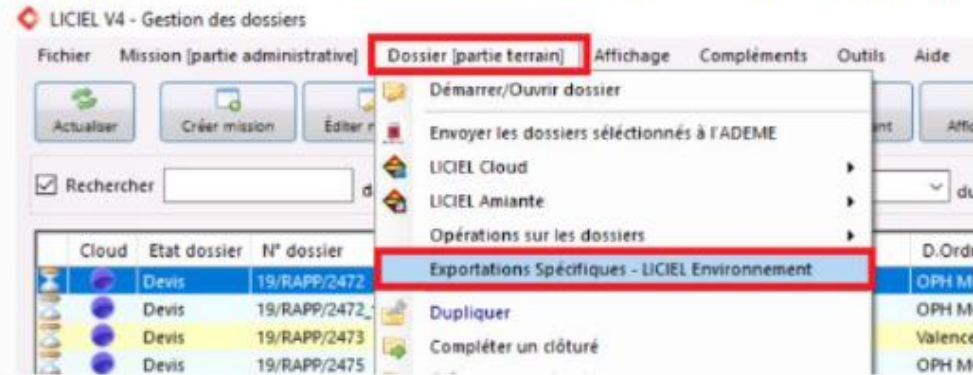 LICIEL V4 - Gestion des dossiers
Fichier Mission [partie administrative] Dossier [partie terrain] Affichage Compléments Outils Aide
Actualiser Créer mission Éditer
Démarrer/Ouvrir dossier
Envoyer les dossiers séléctionnés à l'ADEME
Rechercher
LICIEL Cloud
LICIEL Amiante
Opérations sur les dossiers
Exportations Spécifiques - LICIEL Environnement
Dupliquer
Compléter un clôturé
Cloud Etat dossier N° dossier D.Ord
Devis 19/RAPP/2472 OPH M
Devis 19/RAPP/2472_ OPH M
Devis 19/RAPP/2473 Valence
Devis 19/RAPP/2475 OPH M